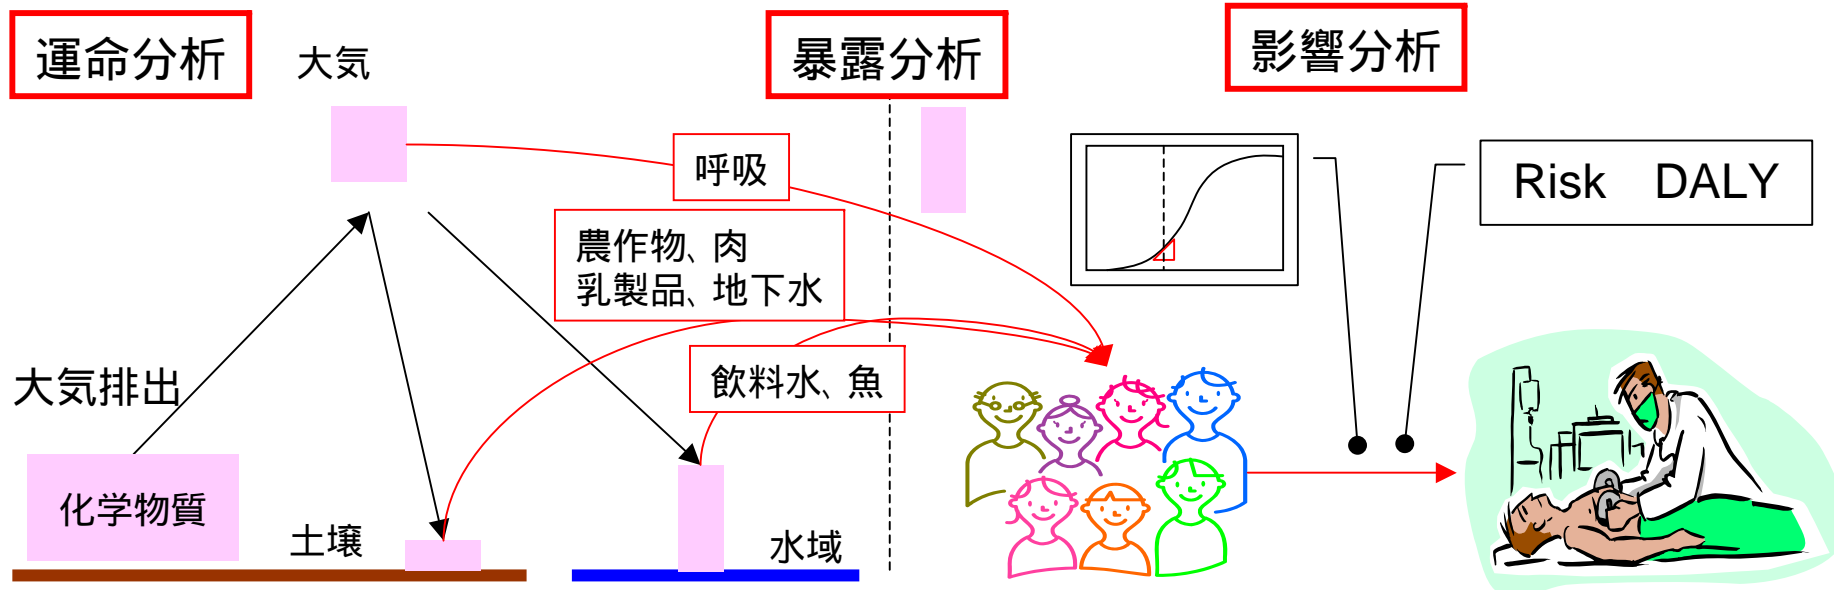 運命分析
大気
暴露分析
影響分析
呼吸
Risk DALY
農作物、肉
乳製品、地下水
大気排出
飲料水、魚
化学物質
土壌
水域